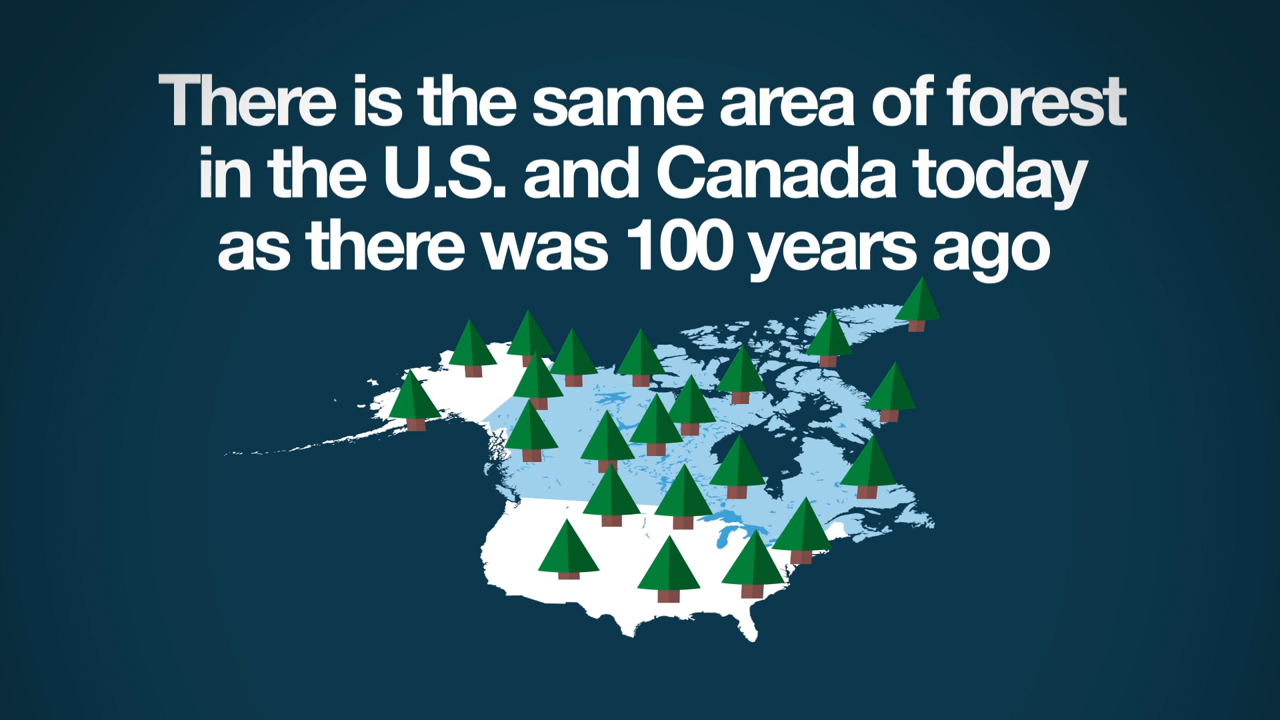 There is the same area of forest
in the U.S. and Canada today
as there was 100 years ago